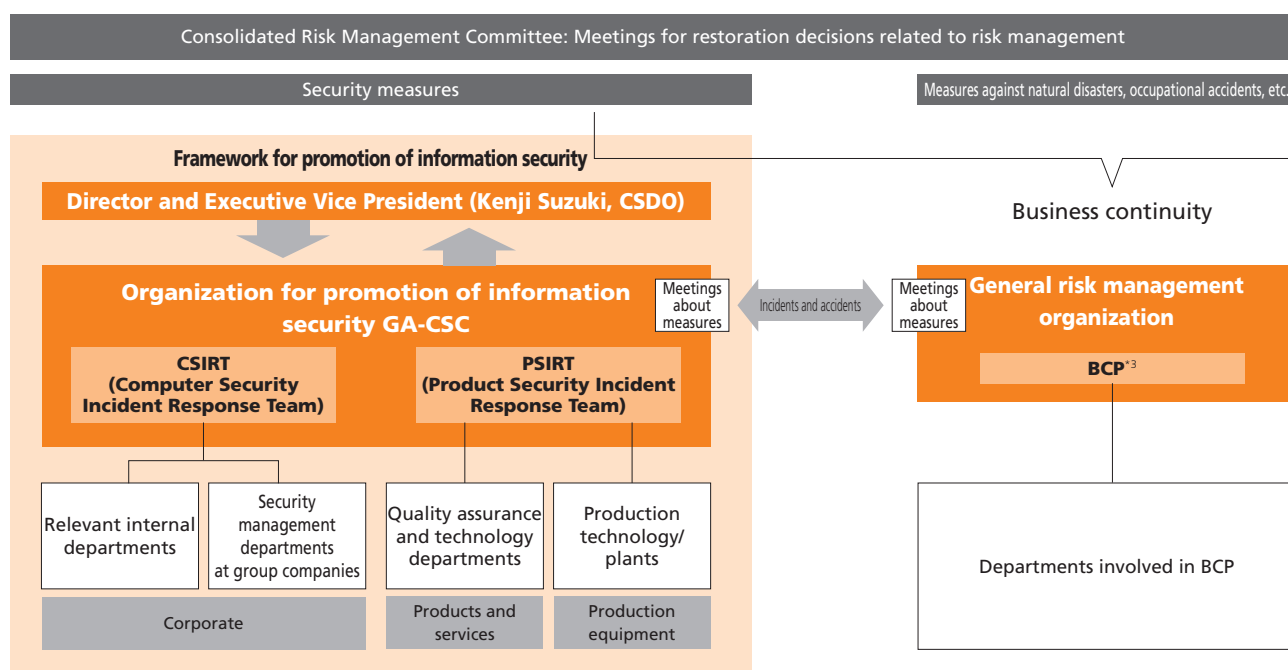 Consolidated Risk Management Committee: Meetings for restoration decisions related to risk management
Security measures
Measures against natural disasters, occupational accidents, etc.
Framework for promotion of information security
Director and Executive Vice President (Kenji Suzuki, CSDO)
Business continuity
Organization for promotion of information
security GA-CSC
Meetings
about
measures
Incidents and accidents
Meetings
about
measures
General risk management
organization
CSIRT
(Computer Security
Incident Response Team)
PSIRT
(Product Security Incident
Response Team)
BCP*3
Relevant internal
departments
Security
management
departments
at group companies
Quality assurance
and technology
departments
Production
technology/
plants
Departments involved in BCP
Corporate
Products and
services
Production
equipment